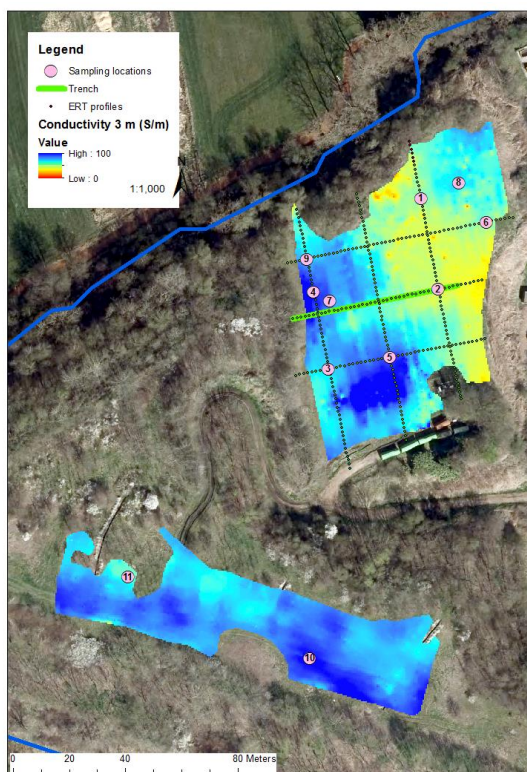 Legend
Sampling locations
Trench
ERT profiles
Conductivity 3 m (S/m)
Value
High : 100
Low : 0
1:1,000
1
8
6
9
4
7
2
5
3
11
10
0 20 40 80 Meters